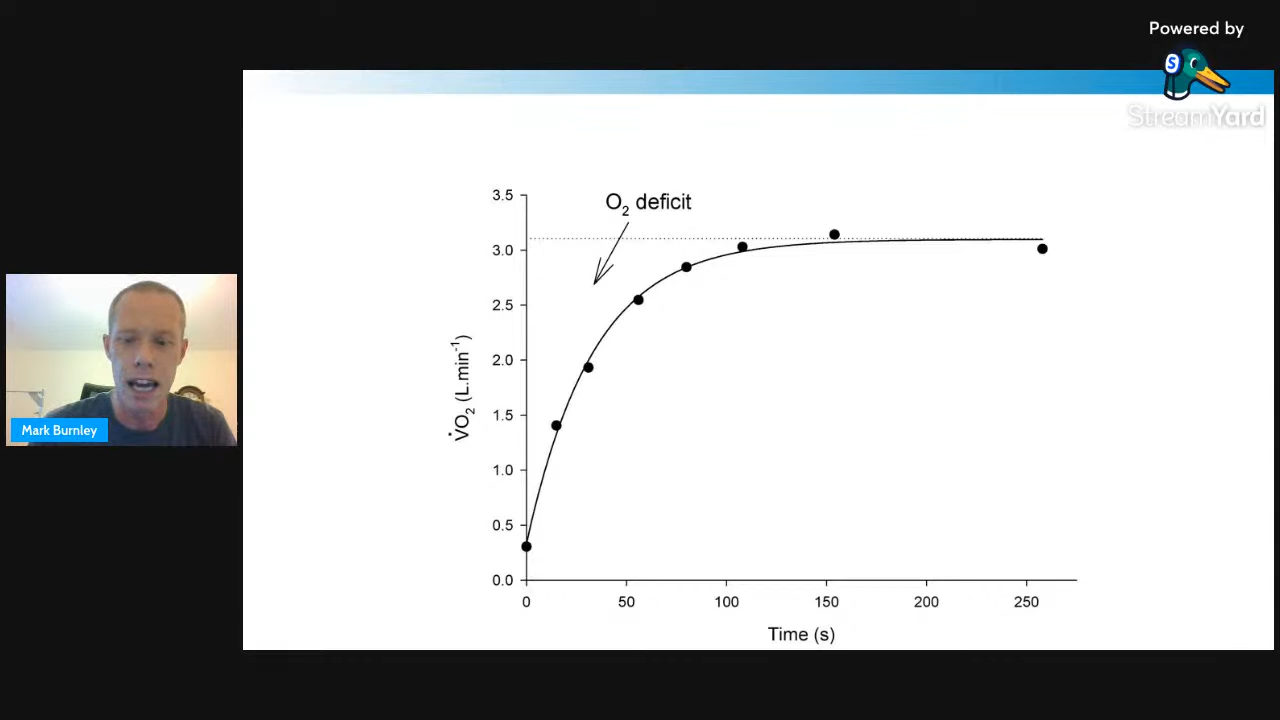 Powered by
S
StreamYard
O₂ deficit
3.5
3.0
2.5
2.0
1.5
1.0
0.5
0.0
V̇O₂ (L.min⁻¹)
0 50 100 150 200 250
Time (s)
Mark Burnley